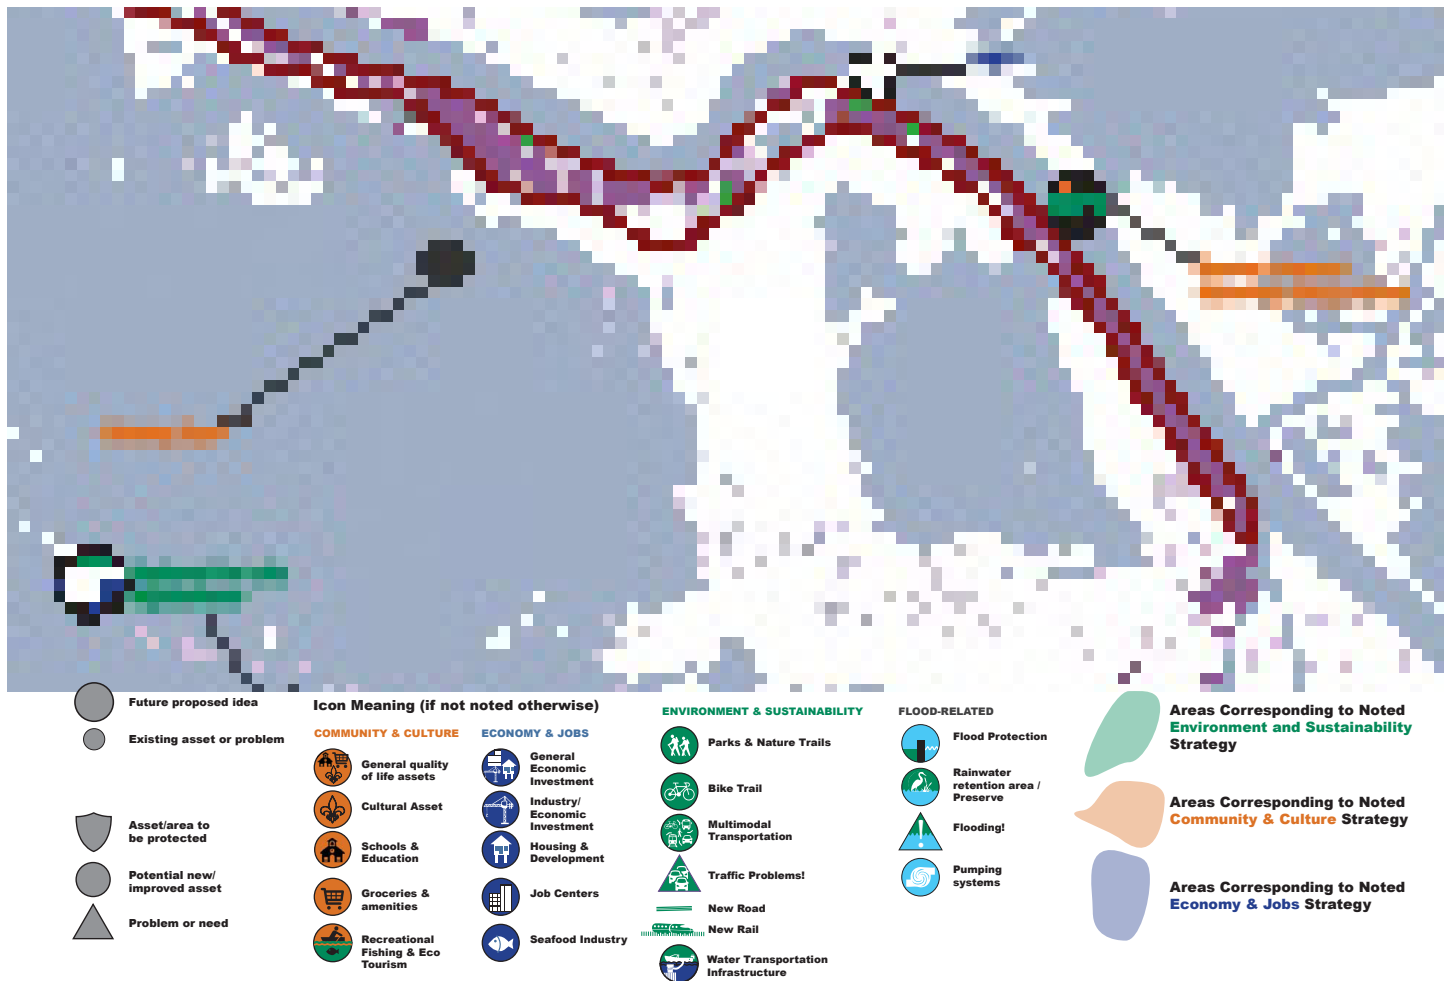 Future proposed idea
Existing asset or problem
Asset/area to
be protected
Potential new/
improved asset
Problem or need
Icon Meaning (if not noted otherwise)
COMMUNITY & CULTURE
General quality
of life assets
Cultural Asset
Schools &
Education
Groceries &
amenities
Recreational
Fishing & Eco
Tourism
ECONOMY & JOBS
General
Economic
Investment
Industry/
Economic
Investment
Housing &
Development
Job Centers
Seafood Industry
ENVIRONMENT & SUSTAINABILITY
Parks & Nature Trails
Bike Trail
Multimodal
Transportation
Traffic Problems!
New Road
New Rail
Water Transportation
Infrastructure
FLOOD-RELATED
Flood Protection
Rainwater
retention area /
Preserve
Flooding!
Pumping
systems
Areas Corresponding to Noted
Environment and Sustainability
Strategy
Areas Corresponding to Noted
Community & Culture Strategy
Areas Corresponding to Noted
Economy & Jobs Strategy